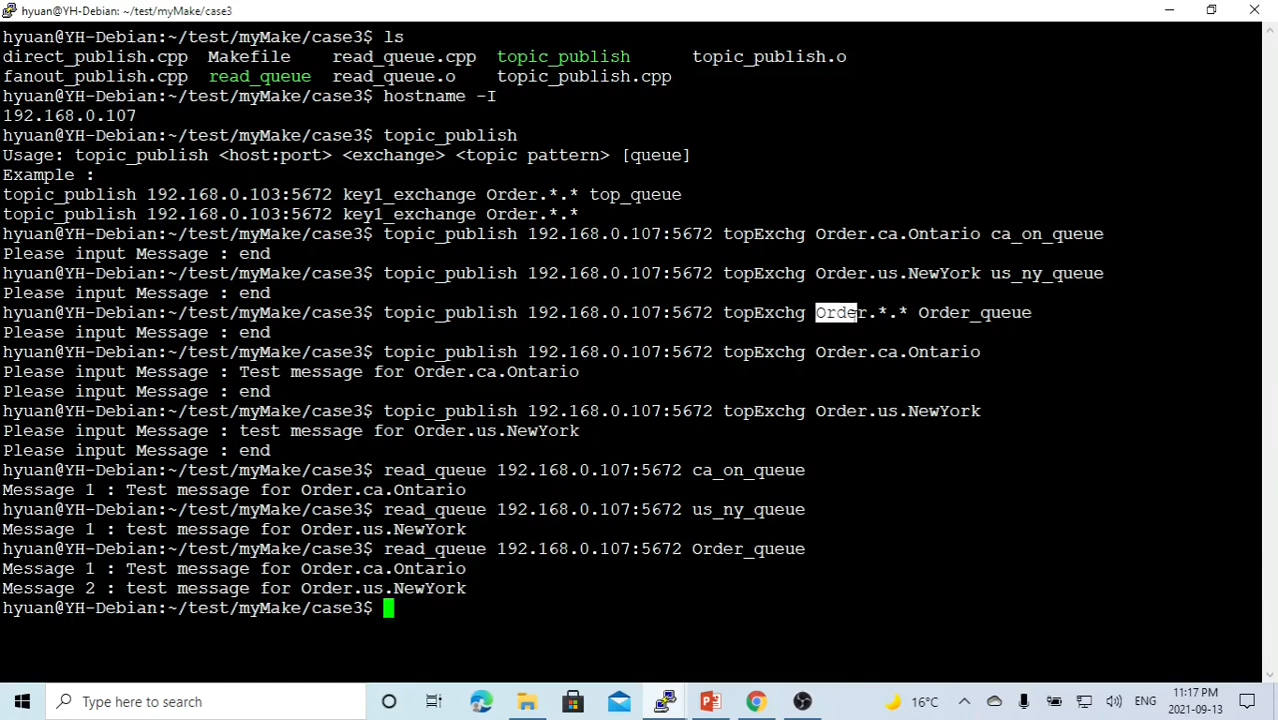 hyuan@YH-Debian: ~/test/myMake/case3
hyuan@YH-Debian:~/test/myMake/case3$ ls
direct_publish.cpp Makefile read_queue.cpp topic_publish topic_publish.o
fanout_publish.cpp read_queue read_queue.o topic_publish.cpp
hyuan@YH-Debian:~/test/myMake/case3$ hostname -I
192.168.0.107
hyuan@YH-Debian:~/test/myMake/case3$ topic_publish
Usage: topic_publish <host:port> <exchange> <topic pattern> [queue]
Example :
topic_publish 192.168.0.103:5672 key1_exchange Order.*.* top_queue
topic_publish 192.168.0.103:5672 key1_exchange Order.*.*
hyuan@YH-Debian:~/test/myMake/case3$ topic_publish 192.168.0.107:5672 topExchg Order.ca.Ontario ca_on_queue
Please input Message : end
hyuan@YH-Debian:~/test/myMake/case3$ topic_publish 192.168.0.107:5672 topExchg Order.us.NewYork us_ny_queue
Please input Message : end
hyuan@YH-Debian:~/test/myMake/case3$ topic_publish 192.168.0.107:5672 topExchg Order.*.* Order_queue
Please input Message : end
hyuan@YH-Debian:~/test/myMake/case3$ topic_publish 192.168.0.107:5672 topExchg Order.ca.Ontario
Please input Message : Test message for Order.ca.Ontario
Please input Message : end
hyuan@YH-Debian:~/test/myMake/case3$ topic_publish 192.168.0.107:5672 topExchg Order.us.NewYork
Please input Message : test message for Order.us.NewYork
Please input Message : end
hyuan@YH-Debian:~/test/myMake/case3$ read_queue 192.168.0.107:5672 ca_on_queue
Message 1 : Test message for Order.ca.Ontario
hyuan@YH-Debian:~/test/myMake/case3$ read_queue 192.168.0.107:5672 us_ny_queue
Message 1 : test message for Order.us.NewYork
hyuan@YH-Debian:~/test/myMake/case3$ read_queue 192.168.0.107:5672 Order_queue
Message 1 : Test message for Order.ca.Ontario
Message 2 : test message for Order.us.NewYork
hyuan@YH-Debian:~/test/myMake/case3$
Type here to search
16°C
ENG
11:17 PM
2021-09-13